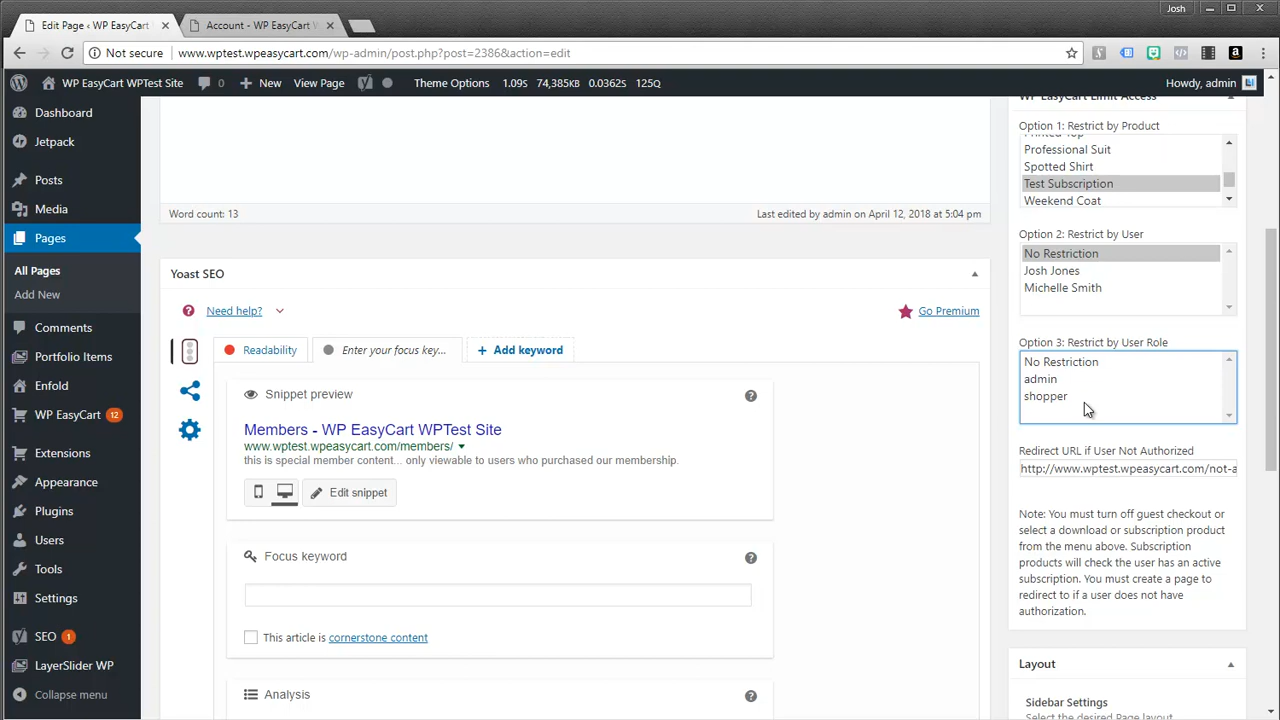 Josh
Edit Page ‹ WP EasyCart
Account - WP EasyCart W
Not secure
www.wptest.wpeasycart.com/wp-admin/post.php?post=2386&action=edit
WP EasyCart WPTest Site
0
New
View Page
Theme Options
1.09s
74,385KB
0.0362s
125Q
Howdy, admin
Dashboard
Jetpack
Posts
Media
Pages
All Pages
Add New
Comments
Portfolio Items
Enfold
WP EasyCart 12
Extensions
Appearance
Plugins
Users
Tools
Settings
SEO 1
LayerSlider WP
Collapse menu
Word count: 13
Last edited by admin on April 12, 2018 at 5:04 pm
Yoast SEO
Need help?
Go Premium
Readability
Enter your focus key...
+ Add keyword
Snippet preview
Members - WP EasyCart WPTest Site
www.wptest.wpeasycart.com/members/
this is special member content... only viewable to users who purchased our membership.
Edit snippet
Focus keyword
This article is cornerstone content
Analysis
WP EasyCart Limit Access
Option 1: Restrict by Product
Printed Top
Professional Suit
Spotted Shirt
Test Subscription
Weekend Coat
Option 2: Restrict by User
No Restriction
Josh Jones
Michelle Smith
Option 3: Restrict by User Role
No Restriction
admin
shopper
Redirect URL if User Not Authorized
http://www.wptest.wpeasycart.com/not-a
Note: You must turn off guest checkout or
select a download or subscription product
from the menu above. Subscription
products will check the user has an active
subscription. You must create a page to
redirect to if a user does not have
authorization.
Layout
Sidebar Settings
Select the desired Page layout